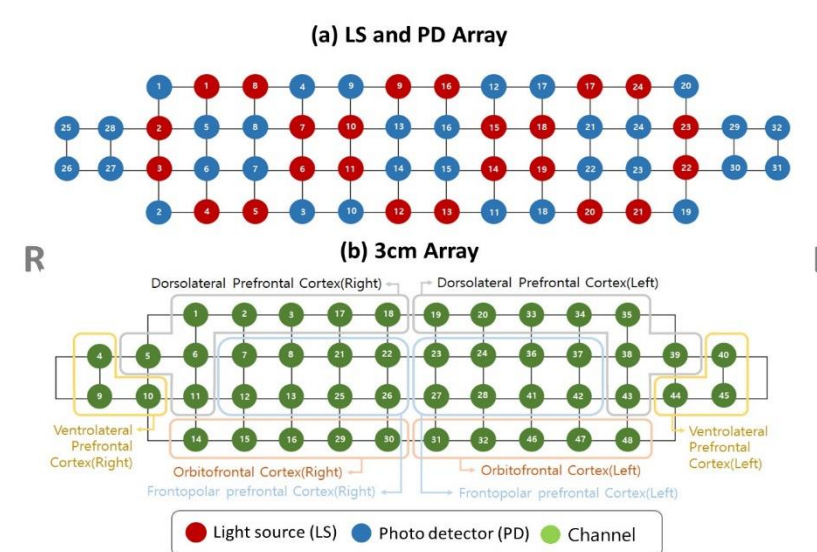 (a) LS and PD Array
1 1 8 4 9 9 16 12 17 17 24 20
25 28 2 5 8 7 10 13 16 15 18 21 24 23 29 32
26 27 3 6 7 6 11 14 15 14 19 22 23 22 30 31
2 4 5 3 10 12 13 11 18 20 21 19
R
(b) 3cm Array
Dorsolateral Prefrontal Cortex(Right)
Dorsolateral Prefrontal Cortex(Left)
1 2 3 17 18 19 20 33 34 35
4 5 6 7 8 21 22 23 24 36 37 38 39 40
9 10 11 12 13 25 26 27 28 41 42 43 44 45
14 15 16 29 30 31 32 46 47 48
Ventrolateral
Prefrontal
Cortex(Right)
Ventrolateral
Prefrontal
Cortex(Left)
Orbitofrontal Cortex(Right)
Orbitofrontal Cortex(Left)
Frontopolar prefrontal Cortex(Right)
Frontopolar prefrontal Cortex(Left)
Light source (LS) Photo detector (PD) Channel